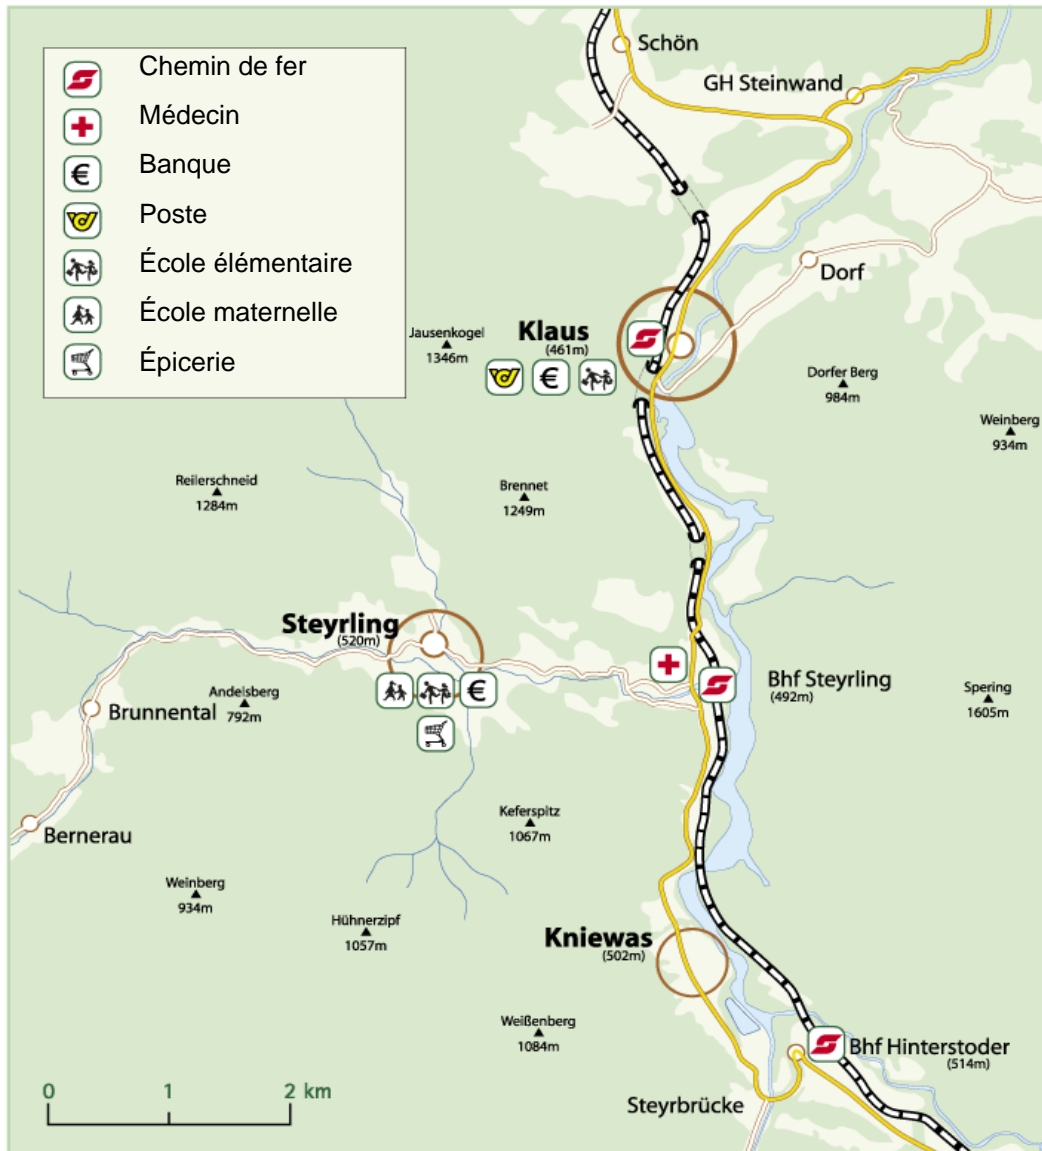 Chemin de fer
Médecin
€
Banque
Poste
École élémentaire
École maternelle
Épicerie
Schön
GH Steinwand
Dorf
Klaus
(461m)
€
Jausenkogel
1346m
Dorfer Berg
984m
Weinberg
934m
Reilerschneid
1284m
Brennet
1249m
Steyrling
(520m)
€
Bhf Steyrling
(492m)
Spering
1605m
Andelsberg
792m
Brunnental
Bernerau
Keferspitz
1067m
Weinberg
934m
Hühnerzipf
1057m
Kniewas
(502m)
Weißenberg
1084m
Bhf Hinterstoder
(514m)
Steyrbrücke
0 1 2 km